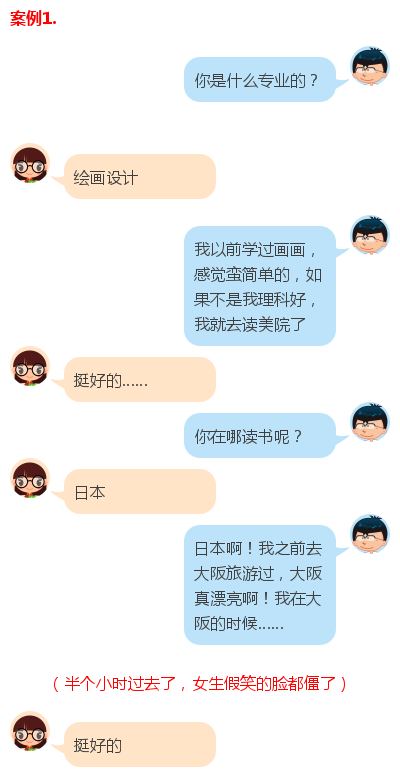 案例1.
你是什么专业的？
绘画设计
我以前学过画画，
感觉蛮简单的，如
果不是我理科好，
我就去读美院了
挺好的......
你在哪读书呢？
日本
日本啊！我之前去
大阪旅游过，大阪
真漂亮啊！我在大
阪的时候......
（半个小时过去了，女生假笑的脸都僵了）
挺好的